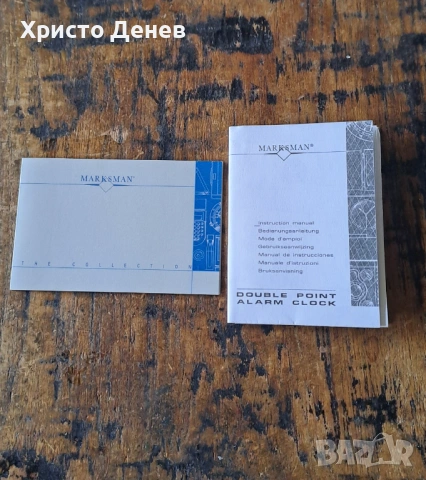 Христо Денев
MARKSMAN®
THE COLLECTION
MARKSMAN®
Instruction manual
Bedienungsanleitung
Mode d'emploi
Gebruiksaanwijzing
Manual de instrucciones
Manuale d'istruzioni
Bruksanvisning
DOUBLE POINT
ALARM CLOCK
BAZAR